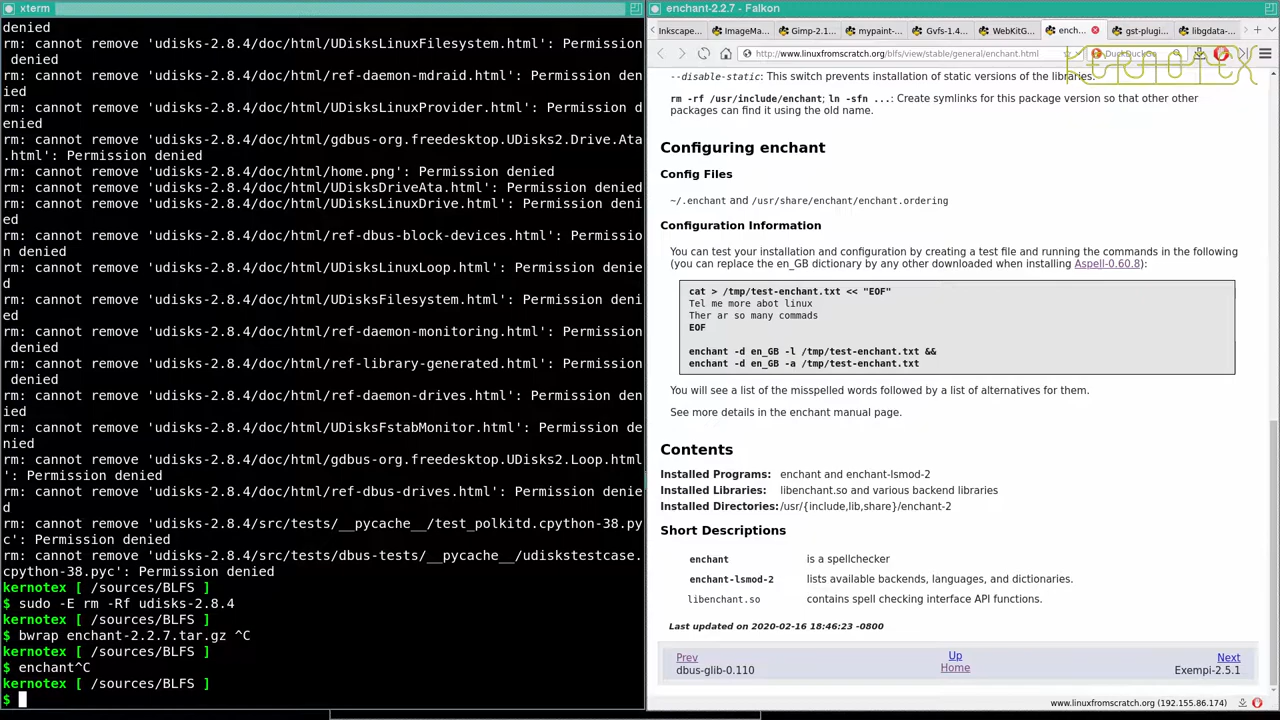 xterm
denied
rm: cannot remove 'udisks-2.8.4/doc/html/UDisksLinuxFilesystem.html': Permission
 denied
rm: cannot remove 'udisks-2.8.4/doc/html/ref-daemon-mdraid.html': Permission den
ied
rm: cannot remove 'udisks-2.8.4/doc/html/UDisksLinuxProvider.html': Permission d
enied
rm: cannot remove 'udisks-2.8.4/doc/html/gdbus-org.freedesktop.UDisks2.Drive.Ata
.html': Permission denied
rm: cannot remove 'udisks-2.8.4/doc/html/home.png': Permission denied
rm: cannot remove 'udisks-2.8.4/doc/html/UDisksDriveAta.html': Permission denied
rm: cannot remove 'udisks-2.8.4/doc/html/UDisksLinuxDrive.html': Permission deni
ed
rm: cannot remove 'udisks-2.8.4/doc/html/ref-dbus-block-devices.html': Permissio
n denied
rm: cannot remove 'udisks-2.8.4/doc/html/UDisksLinuxLoop.html': Permission denie
d
rm: cannot remove 'udisks-2.8.4/doc/html/UDisksFilesystem.html': Permission deni
ed
rm: cannot remove 'udisks-2.8.4/doc/html/ref-daemon-monitoring.html': Permission
 denied
rm: cannot remove 'udisks-2.8.4/doc/html/ref-library-generated.html': Permission
 denied
rm: cannot remove 'udisks-2.8.4/doc/html/ref-daemon-drives.html': Permission den
ied
rm: cannot remove 'udisks-2.8.4/doc/html/UDisksFstabMonitor.html': Permission de
nied
rm: cannot remove 'udisks-2.8.4/doc/html/gdbus-org.freedesktop.UDisks2.Loop.html
': Permission denied
rm: cannot remove 'udisks-2.8.4/doc/html/ref-dbus-drives.html': Permission denie
d
rm: cannot remove 'udisks-2.8.4/src/tests/__pycache__/test_polkitd.cpython-38.py
c': Permission denied
rm: cannot remove 'udisks-2.8.4/src/tests/dbus-tests/__pycache__/udiskstestcase.
cpython-38.pyc': Permission denied
kernotex [ /sources/BLFS ]
$ sudo -E rm -Rf udisks-2.8.4
kernotex [ /sources/BLFS ]
$ bwrap enchant-2.2.7.tar.gz ^C
kernotex [ /sources/BLFS ]
$ enchant^C
kernotex [ /sources/BLFS ]
$
enchant-2.2.7 - Falkon
Inkscape... ImageMa... Gimp-2.1... mypaint-... Gvfs-1.4... WebKitG... ench... gst-plug... libgdata-...
http://www.linuxfromscratch.org/blfs/view/stable/general/enchant.html DuckDuckGo
KERNOTEX
--disable-static: This switch prevents installation of static versions of the libraries.
rm -rf /usr/include/enchant; ln -sfn ...: Create symlinks for this package version so that other other
packages can find it using the old name.
Configuring enchant
Config Files
~/.enchant and /usr/share/enchant/enchant.ordering
Configuration Information
You can test your installation and configuration by creating a test file and running the commands in the following
(you can replace the en_GB dictionary by any other downloaded when installing Aspell-0.60.8):
cat > /tmp/test-enchant.txt << "EOF"
Tel me more abot linux
Ther ar so many commads
EOF
enchant -d en_GB -l /tmp/test-enchant.txt &&
enchant -d en_GB -a /tmp/test-enchant.txt
You will see a list of the misspelled words followed by a list of alternatives for them.
See more details in the enchant manual page.
Contents
Installed Programs: enchant and enchant-lsmod-2
Installed Libraries: libenchant.so and various backend libraries
Installed Directories: /usr/{include,lib,share}/enchant-2
Short Descriptions
enchant is a spellchecker
enchant-lsmod-2 lists available backends, languages, and dictionaries.
libenchant.so contains spell checking interface API functions.
Last updated on 2020-02-16 18:46:23 -0800
Prev Up Next
dbus-glib-0.110 Home Exempi-2.5.1
www.linuxfromscratch.org (192.155.86.174)